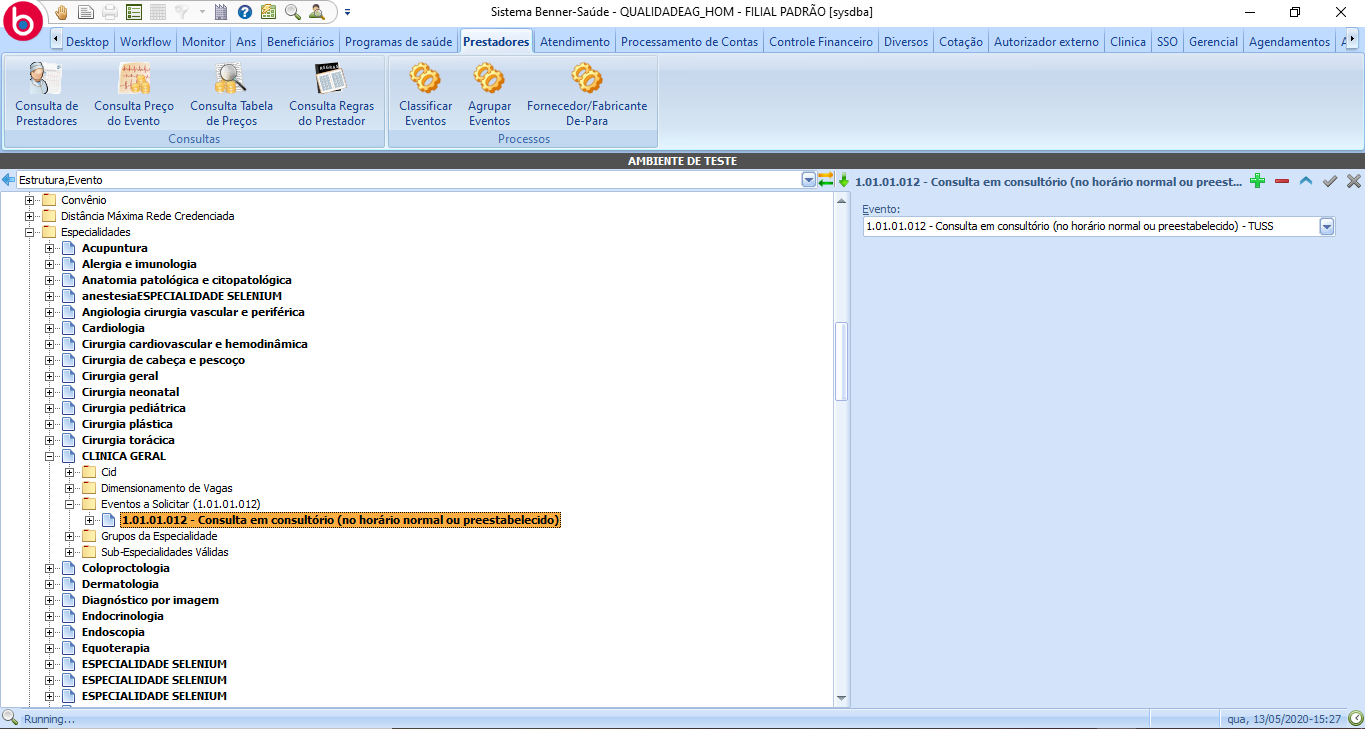 Sistema Benner-Saúde - QUALIDADEAG_HOM - FILIAL PADRÃO [sysdba]
Desktop Workflow Monitor Ans Beneficiários Programas de saúde Prestadores Atendimento Processamento de Contas Controle Financeiro Diversos Cotação Autorizador externo Clinica SSO Gerencial Agendamentos
Consulta de Prestadores
Consulta Preço do Evento
Consulta Tabela de Preços
Consulta Regras do Prestador
Consultas
Classificar Eventos
Agrupar Eventos
Fornecedor/Fabricante De-Para
Processos
AMBIENTE DE TESTE
Estrutura,Evento
Convênio
Distância Máxima Rede Credenciada
Especialidades
Acupuntura
Alergia e imunologia
Anatomia patológica e citopatológica
anestesiaESPECIALIDADE SELENIUM
Angiologia cirurgia vascular e periférica
Cardiologia
Cirurgia cardiovascular e hemodinâmica
Cirurgia de cabeça e pescoço
Cirurgia geral
Cirurgia neonatal
Cirurgia pediátrica
Cirurgia plástica
Cirurgia torácica
CLINICA GERAL
Cid
Dimensionamento de Vagas
Eventos a Solicitar (1.01.01.012)
1.01.01.012 - Consulta em consultório (no horário normal ou preestabelecido)
Grupos da Especialidade
Sub-Especialidades Válidas
Coloproctologia
Dermatologia
Diagnóstico por imagem
Endocrinologia
Endoscopia
Equoterapia
ESPECIALIDADE SELENIUM
ESPECIALIDADE SELENIUM
ESPECIALIDADE SELENIUM
1.01.01.012 - Consulta em consultório (no horário normal ou preest...
Evento:
1.01.01.012 - Consulta em consultório (no horário normal ou preestabelecido) - TUSS
Running...
qua, 13/05/2020-15:27